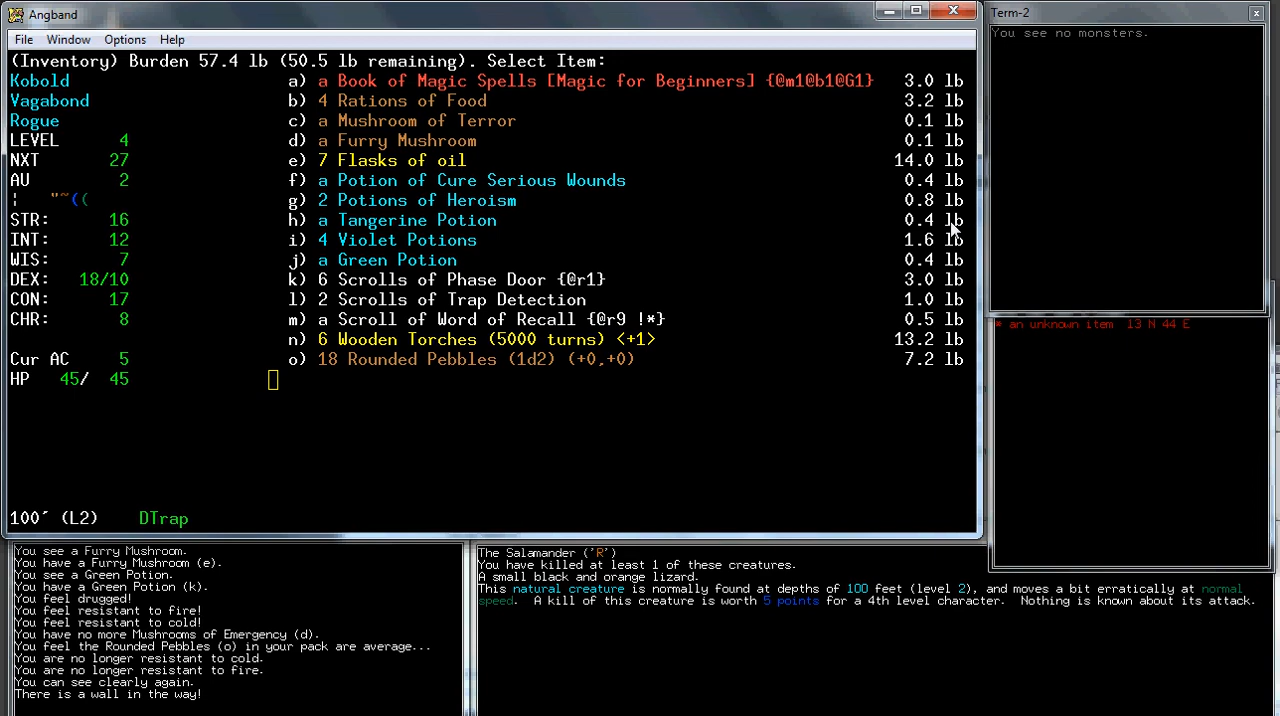 Angband
File Window Options Help
(Inventory) Burden 57.4 lb (50.5 lb remaining). Select Item:
Kobold a) a Book of Magic Spells [Magic for Beginners] {@m1@b1@G1} 3.0 lb
Vagabond b) 4 Rations of Food 3.2 lb
Rogue c) a Mushroom of Terror 0.1 lb
LEVEL 4 d) a Furry Mushroom 0.1 lb
NXT 27 e) 7 Flasks of oil 14.0 lb
AU 2 f) a Potion of Cure Serious Wounds 0.4 lb
¦ "~(( g) 2 Potions of Heroism 0.8 lb
STR: 16 h) a Tangerine Potion 0.4 lb
INT: 12 i) 4 Violet Potions 1.6 lb
WIS: 7 j) a Green Potion 0.4 lb
DEX: 18/10 k) 6 Scrolls of Phase Door {@r1} 3.0 lb
CON: 17 l) 2 Scrolls of Trap Detection 1.0 lb
CHR: 8 m) a Scroll of Word of Recall {@r9 !*} 0.5 lb
n) 6 Wooden Torches (5000 turns) <+1> 13.2 lb
Cur AC 5 o) 18 Rounded Pebbles (1d2) (+0,+0) 7.2 lb
HP 45/ 45
100' (L2) DTrap
Term-2
You see no monsters.
* an unknown item 13 N 44 E
You see a Furry Mushroom.
You have a Furry Mushroom (e).
You see a Green Potion.
You have a Green Potion (k).
You feel drugged!
You feel resistant to fire!
You feel resistant to cold!
You have no more Mushrooms of Emergency (d).
You feel the Rounded Pebbles (o) in your pack are average...
You are no longer resistant to cold.
You are no longer resistant to fire.
You can see clearly again.
There is a wall in the way!
The Salamander ('R')
You have killed at least 1 of these creatures.
A small black and orange lizard.
This natural creature is normally found at depths of 100 feet (level 2), and moves a bit erratically at normal
speed. A kill of this creature is worth 5 points for a 4th level character. Nothing is known about its attack.